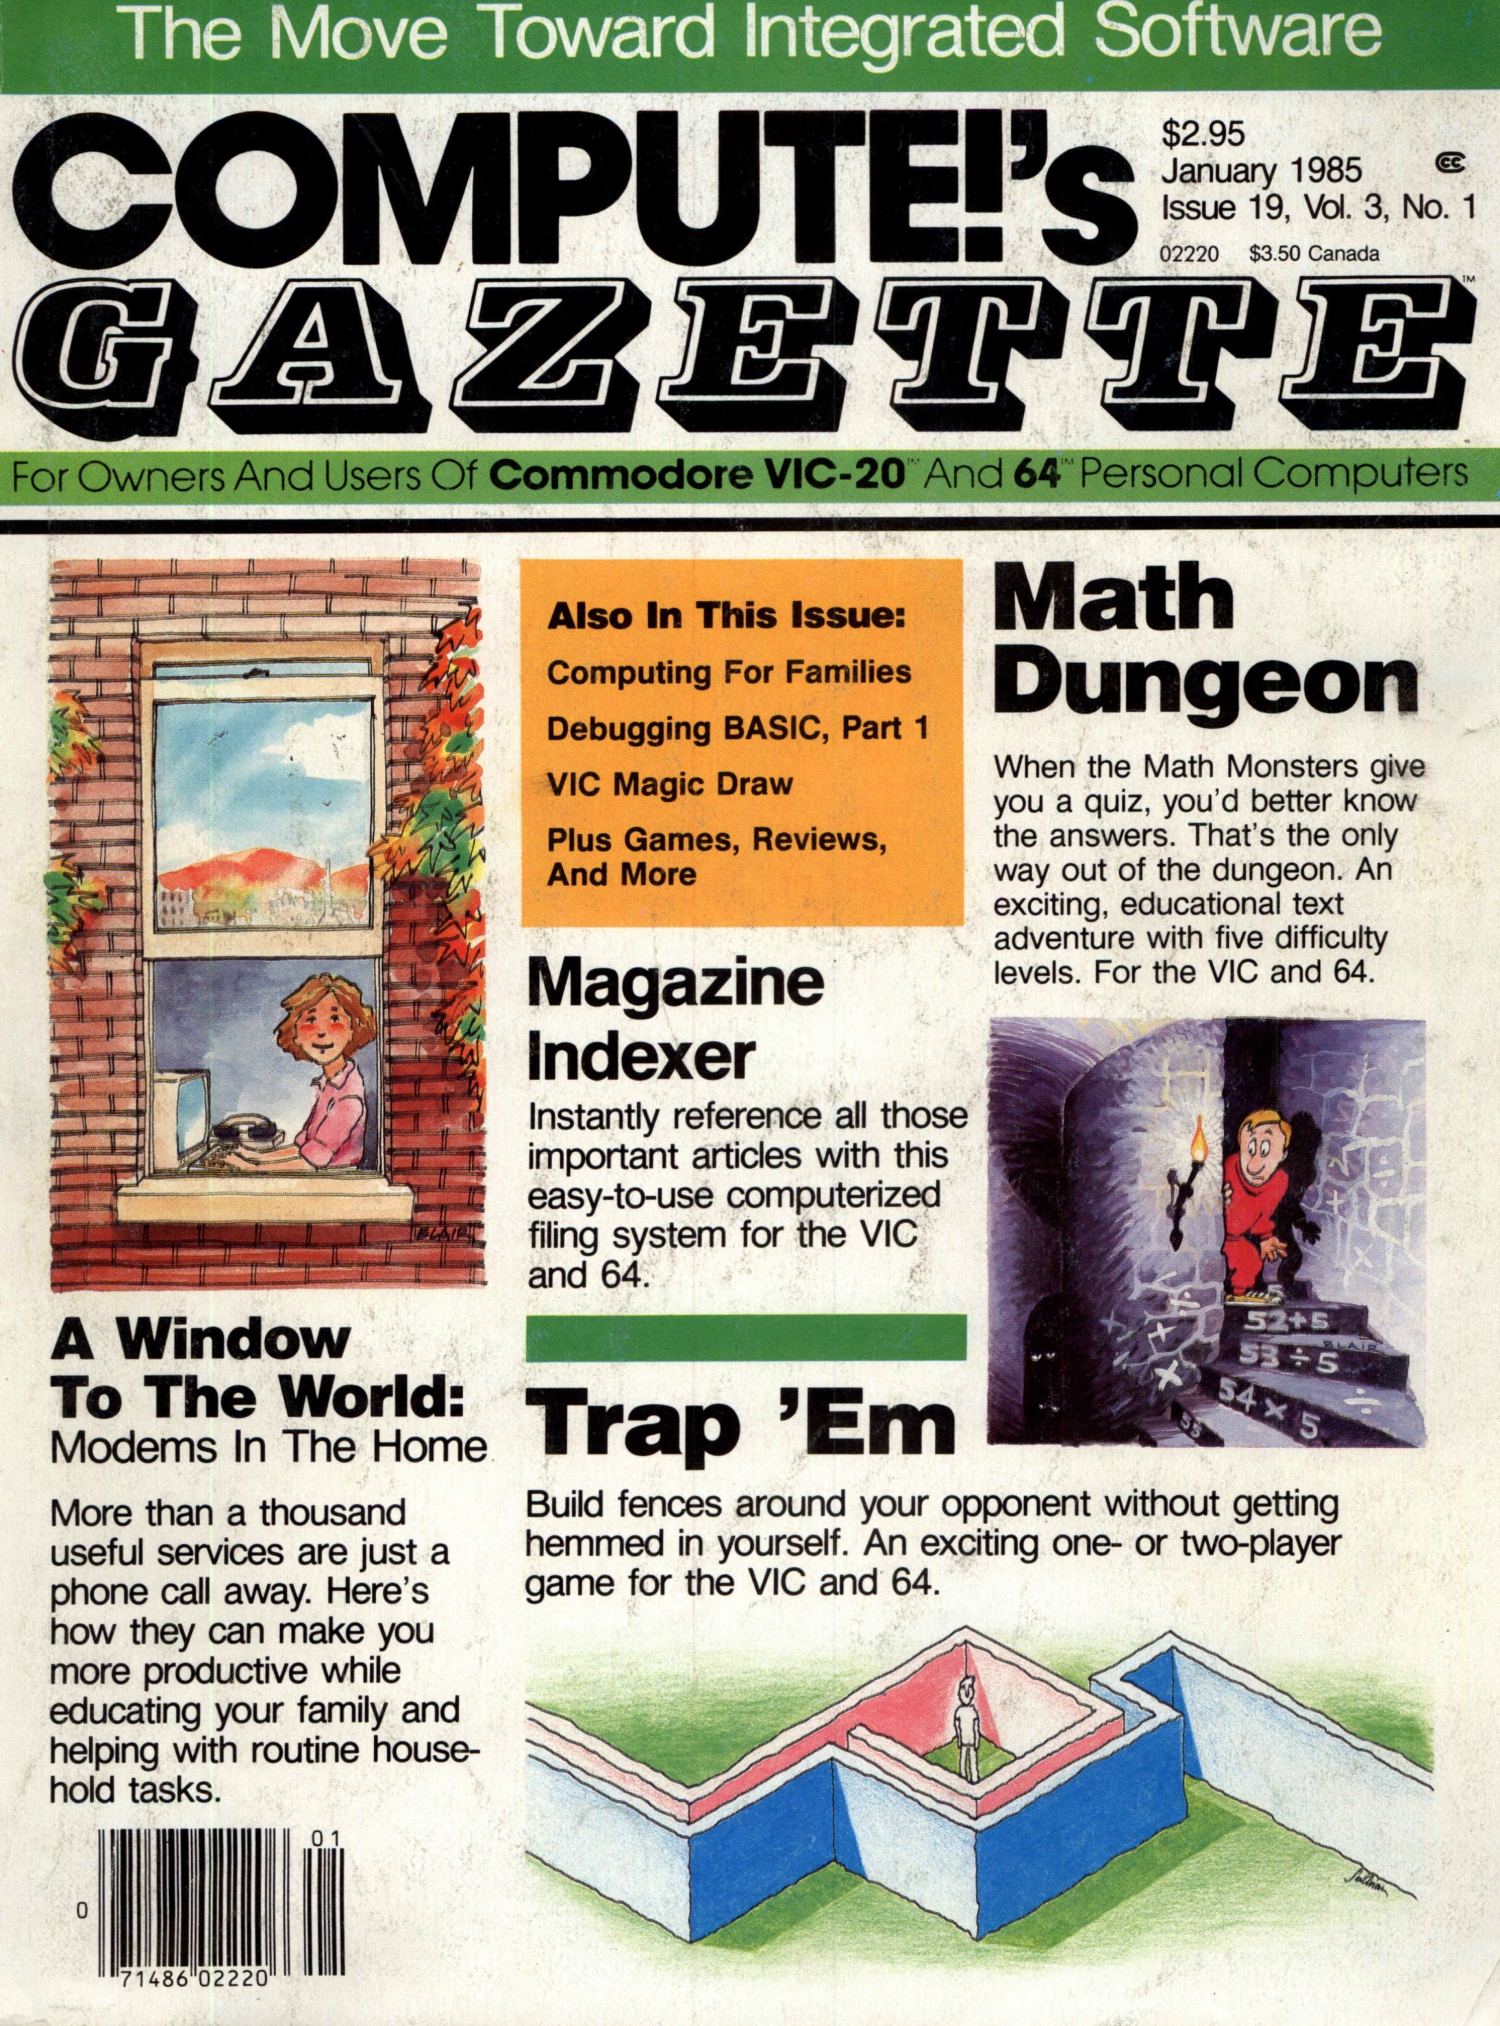 The Move Toward Integrated Software
COMPUTE!'s
GAZETTE™
$2.95
January 1985
Issue 19, Vol. 3, No. 1
02220 $3.50 Canada
For Owners And Users Of Commodore VIC-20™ And 64™ Personal Computers
BLAIR
A Window
To The World:
Modems In The Home
More than a thousand
useful services are just a
phone call away. Here's
how they can make you
more productive while
educating your family and
helping with routine house-
hold tasks.
01
0
71486 02220
Also In This Issue:
Computing For Families
Debugging BASIC, Part 1
VIC Magic Draw
Plus Games, Reviews,
And More
Magazine
Indexer
Instantly reference all those
important articles with this
easy-to-use computerized
filing system for the VIC
and 64.
Math
Dungeon
When the Math Monsters give
you a quiz, you'd better know
the answers. That's the only
way out of the dungeon. An
exciting, educational text
adventure with five difficulty
levels. For the VIC and 64.
52+5
BLAIR
53÷5
54×5
55
Trap 'Em
Build fences around your opponent without getting
hemmed in yourself. An exciting one- or two-player
game for the VIC and 64.